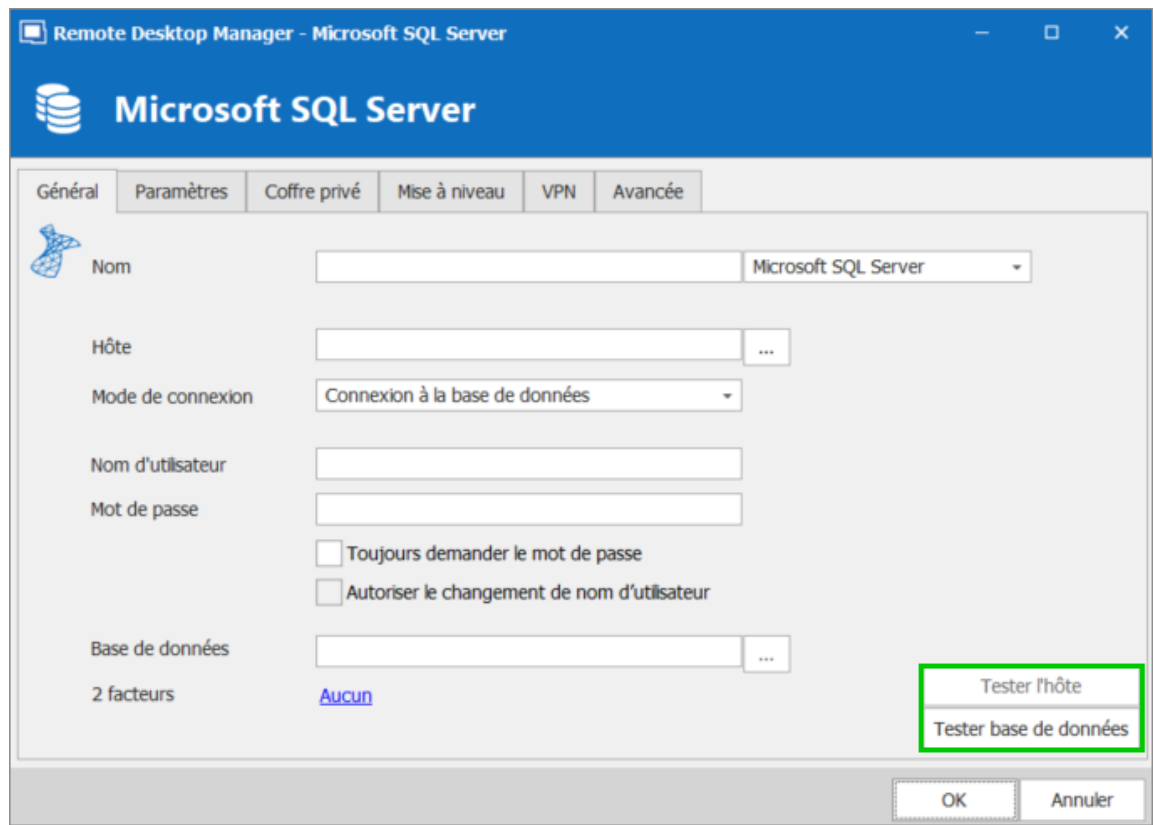 Remote Desktop Manager - Microsoft SQL Server
Microsoft SQL Server
Général Paramètres Coffre privé Mise à niveau VPN Avancée
Nom Microsoft SQL Server
Hôte ...
Mode de connexion Connexion à la base de données
Nom d'utilisateur
Mot de passe
Toujours demander le mot de passe
Autoriser le changement de nom d’utilisateur
Base de données ...
2 facteurs Aucun
Tester l'hôte
Tester base de données
OK Annuler